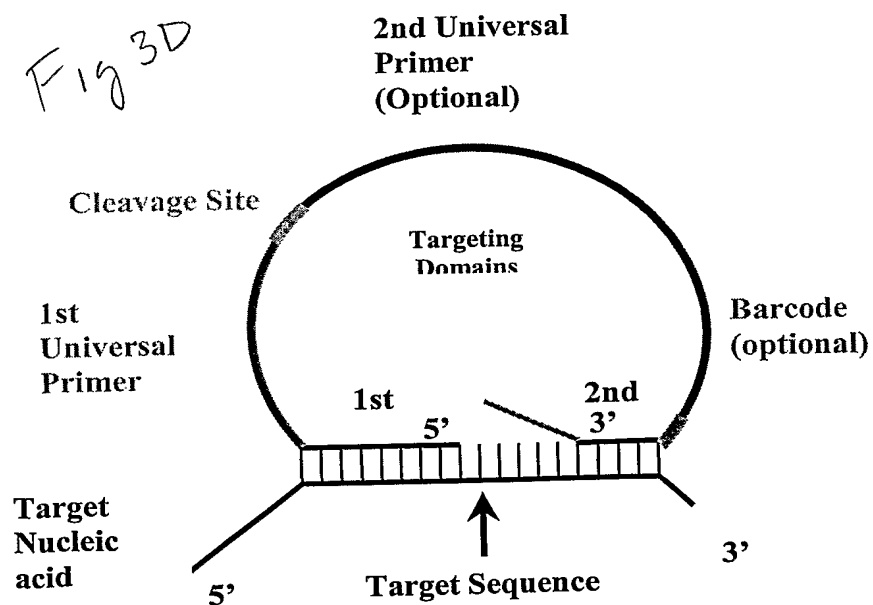 Fig 3D
2nd Universal
Primer
(Optional)
Cleavage Site
Targeting
Domains
1st
Universal
Primer
Barcode
(optional)
1st
2nd
5'
3'
Target
Nucleic
acid
5'
Target Sequence
3'